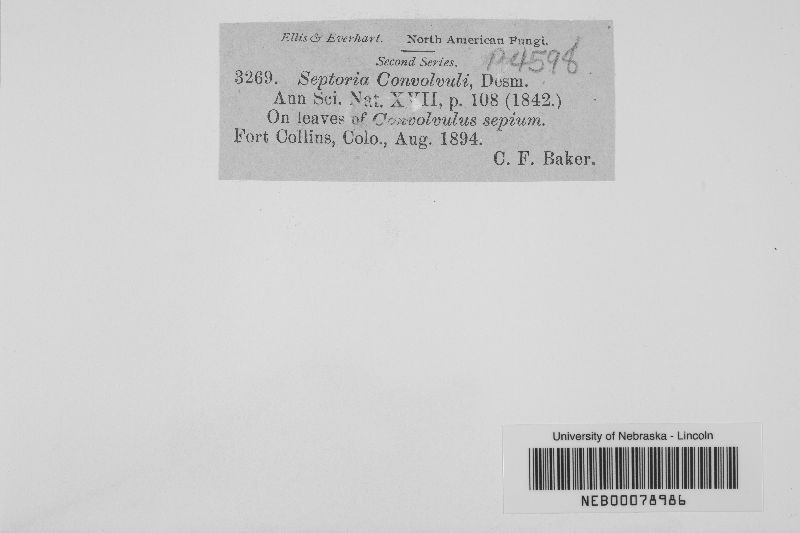 Ellis & Everhart. North American Fungi.
Second Series. P4598
3269. Septoria Convolvuli, Desm.
Ann Sci. Nat. XVII, p. 108 (1842.)
On leaves of Convolvulus sepium.
Fort Collins, Colo., Aug. 1894.
C. F. Baker.
University of Nebraska - Lincoln
NEB00078986